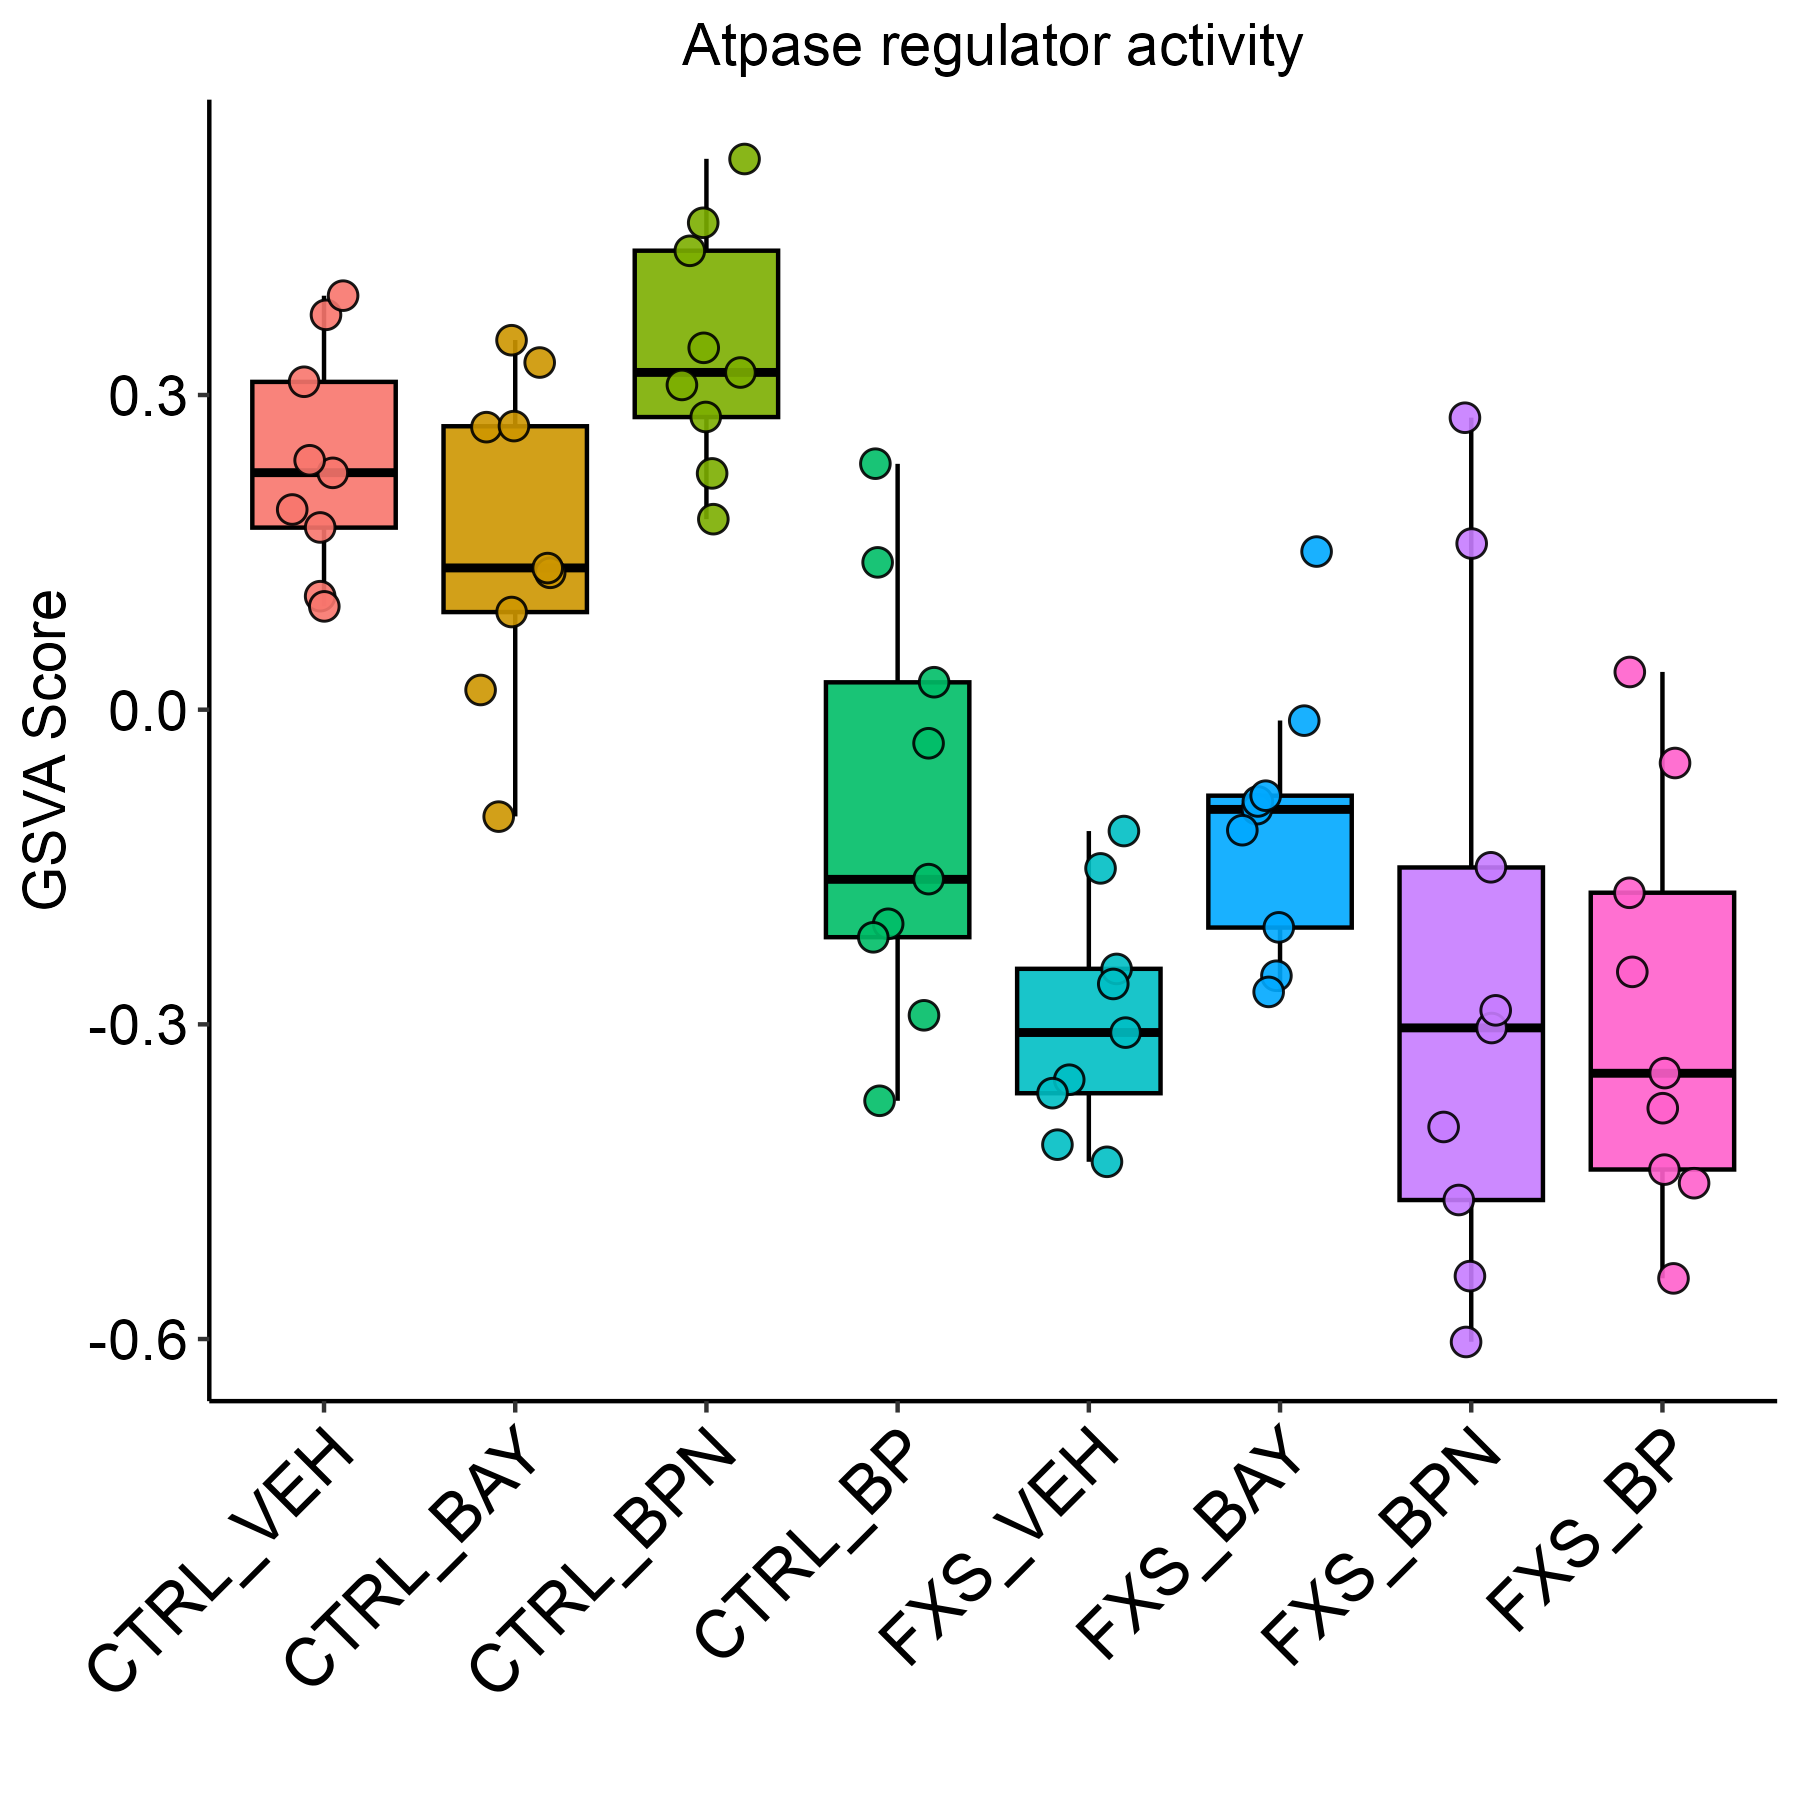 Atpase regulator activity
GSVA Score
0.3
0.0
-0.3
-0.6
CTRL_VEH
CTRL_BAY
CTRL_BPN
CTRL_BP
FXS_VEH
FXS_BAY
FXS_BPN
FXS_BP